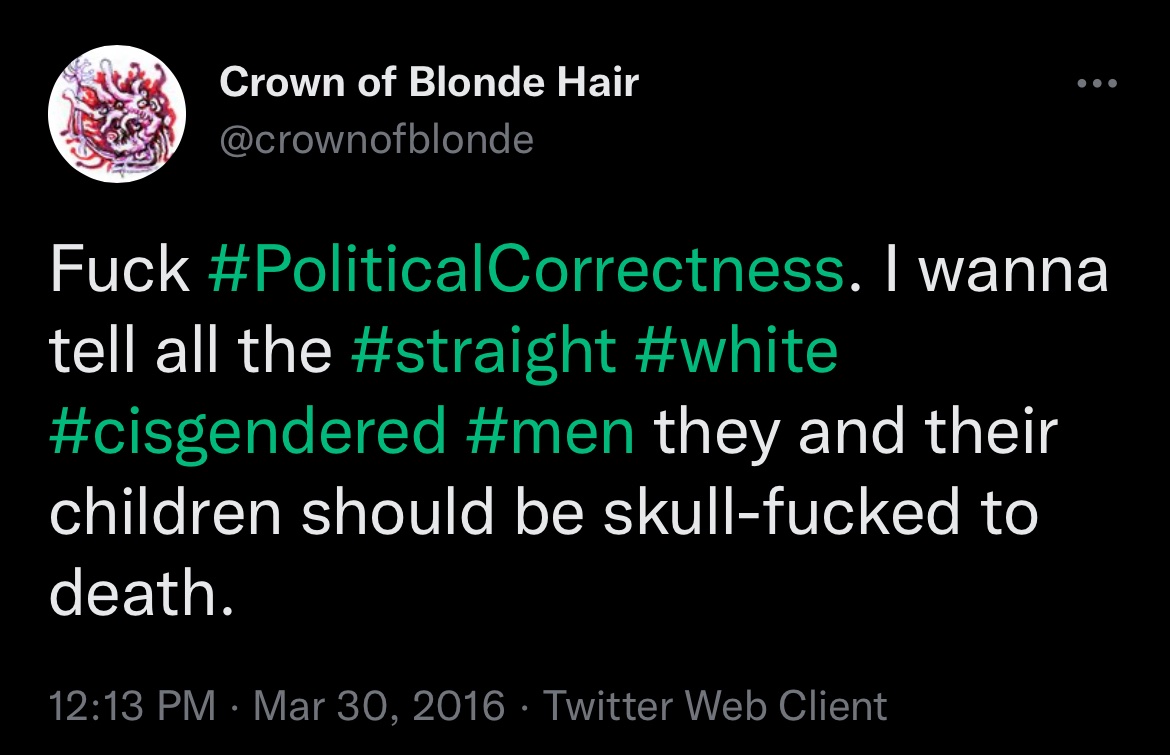 Crown of Blonde Hair
@crownofblonde
Fuck #PoliticalCorrectness. I wanna
tell all the #straight #white
#cisgendered #men they and their
children should be skull-fucked to
death.
12:13 PM · Mar 30, 2016 · Twitter Web Client